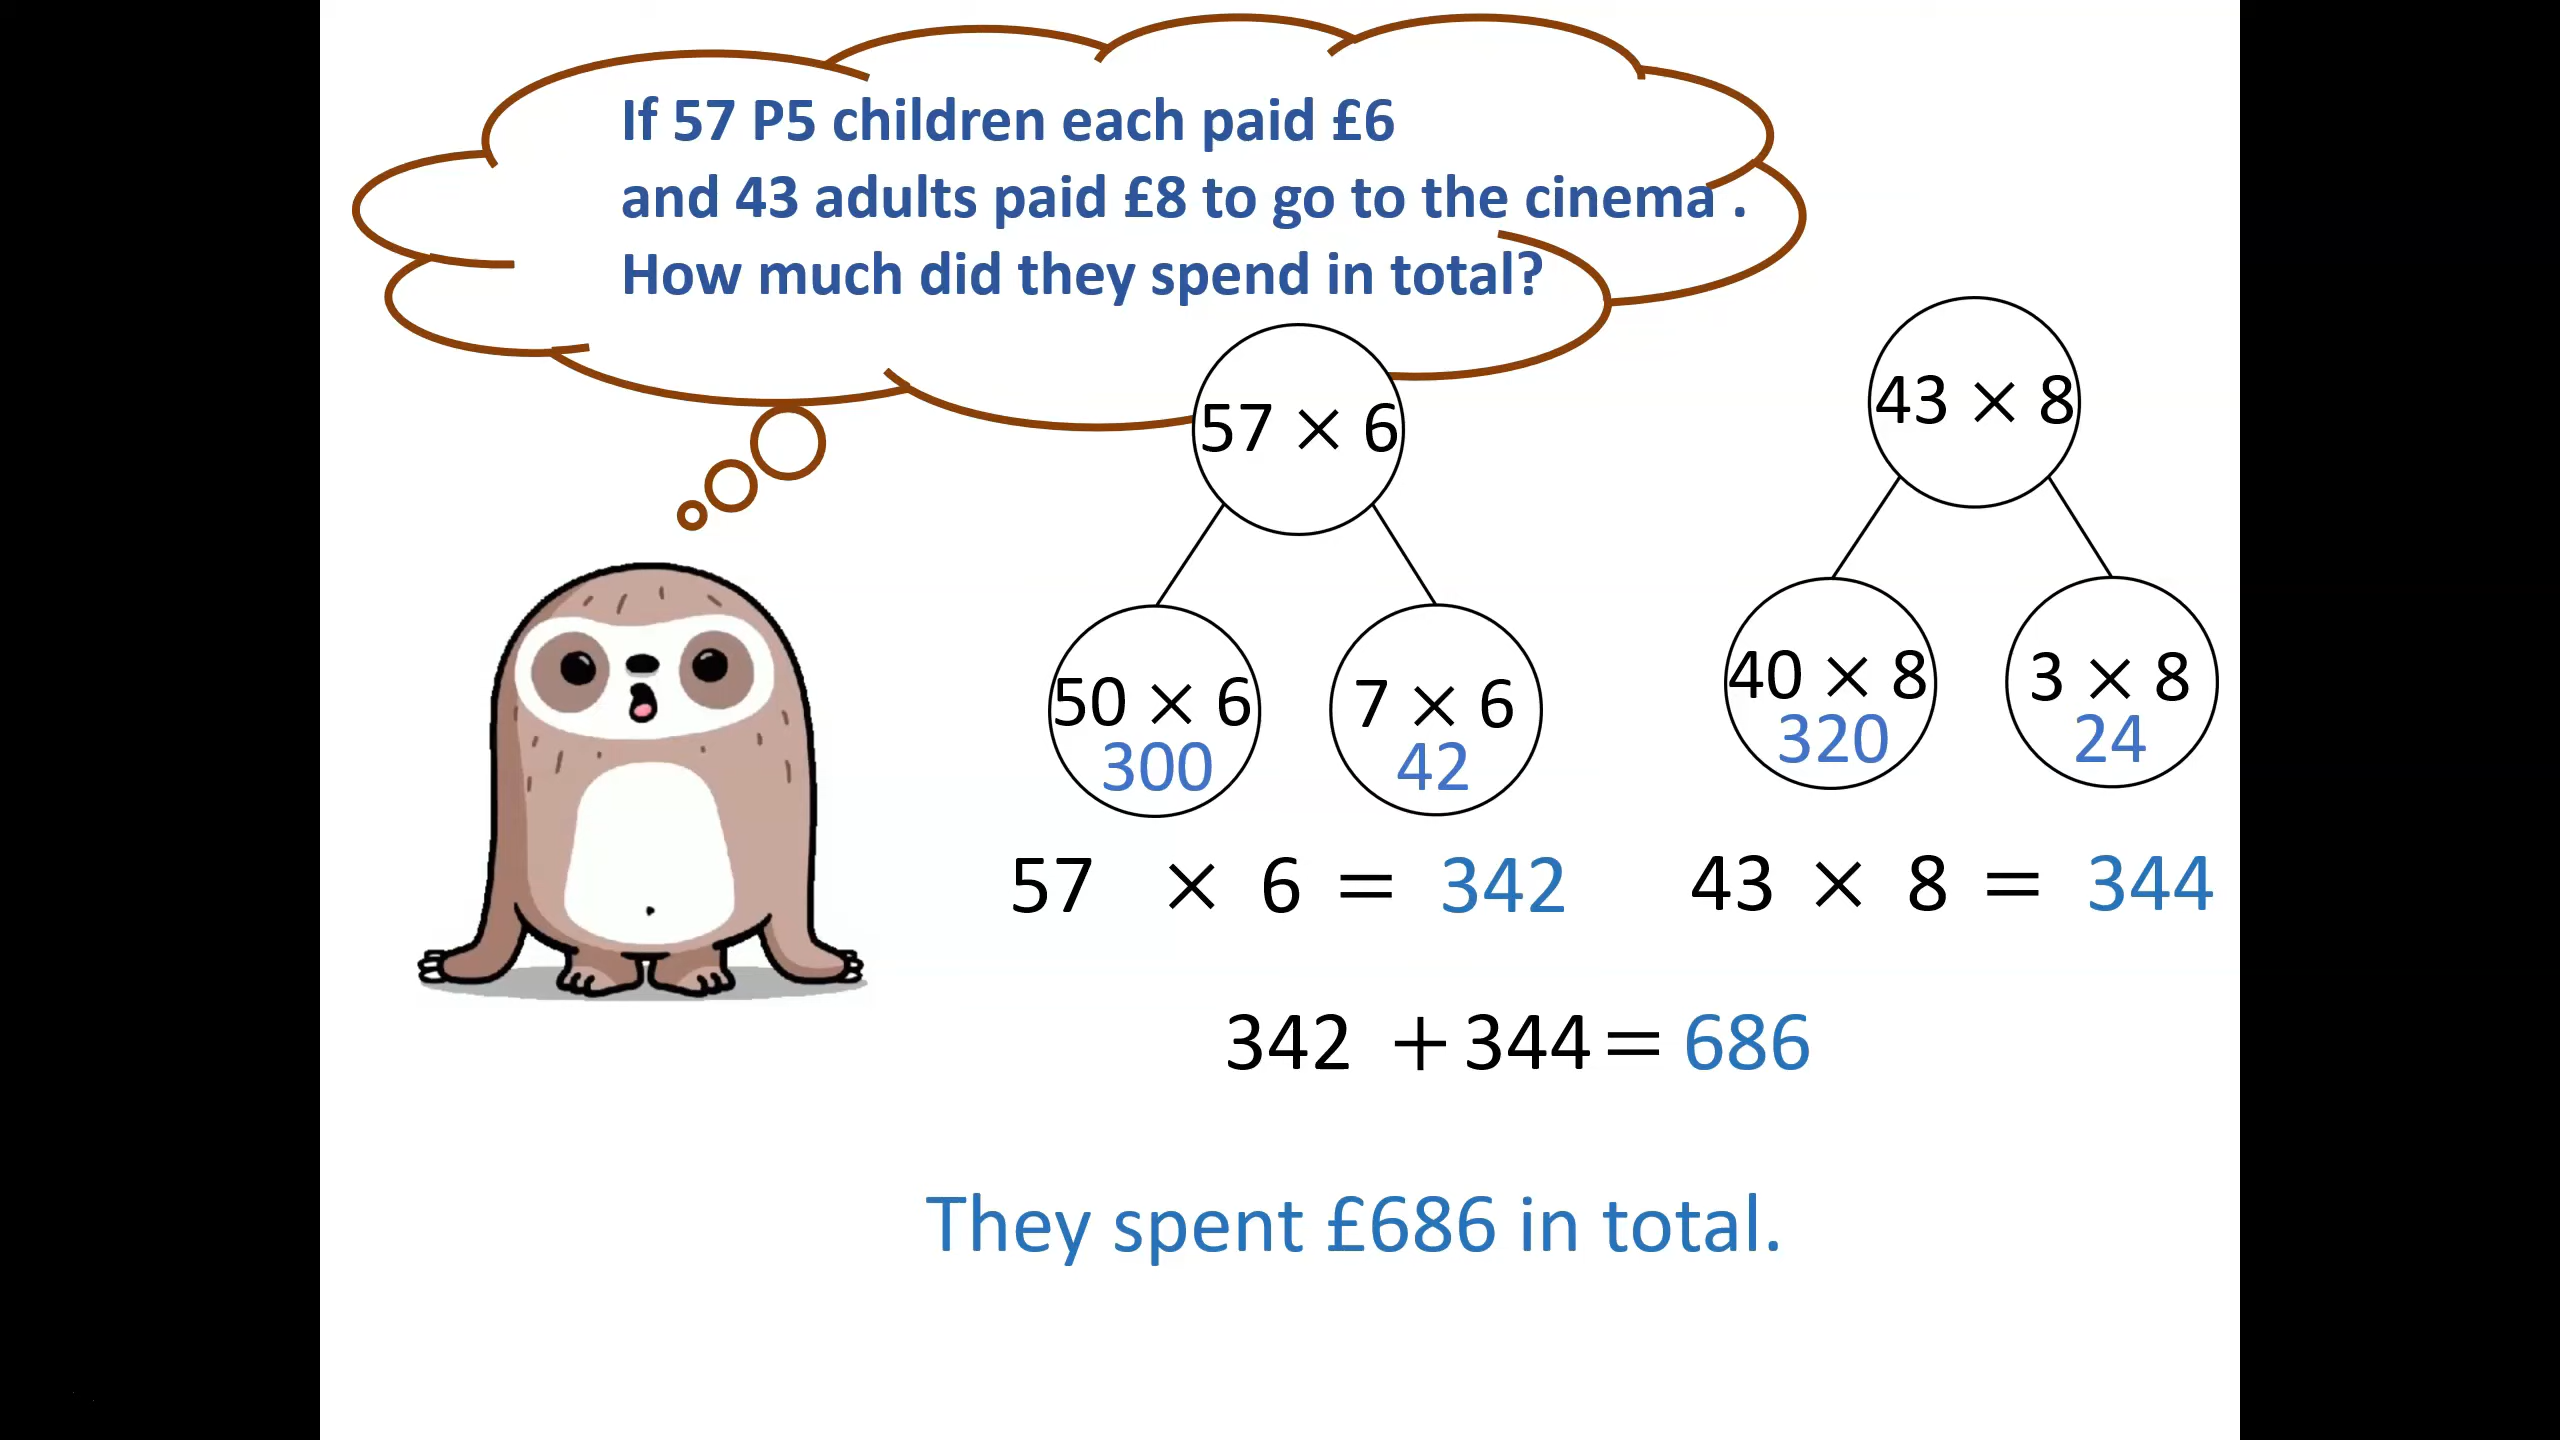 If 57 P5 children each paid £6
and 43 adults paid £8 to go to the cinema .
How much did they spend in total?
57 × 6
50 × 6
300
7 × 6
42
43 × 8
40 × 8
320
3 × 8
24
57 × 6 = 342
43 × 8 = 344
342 + 344 = 686
They spent £686 in total.